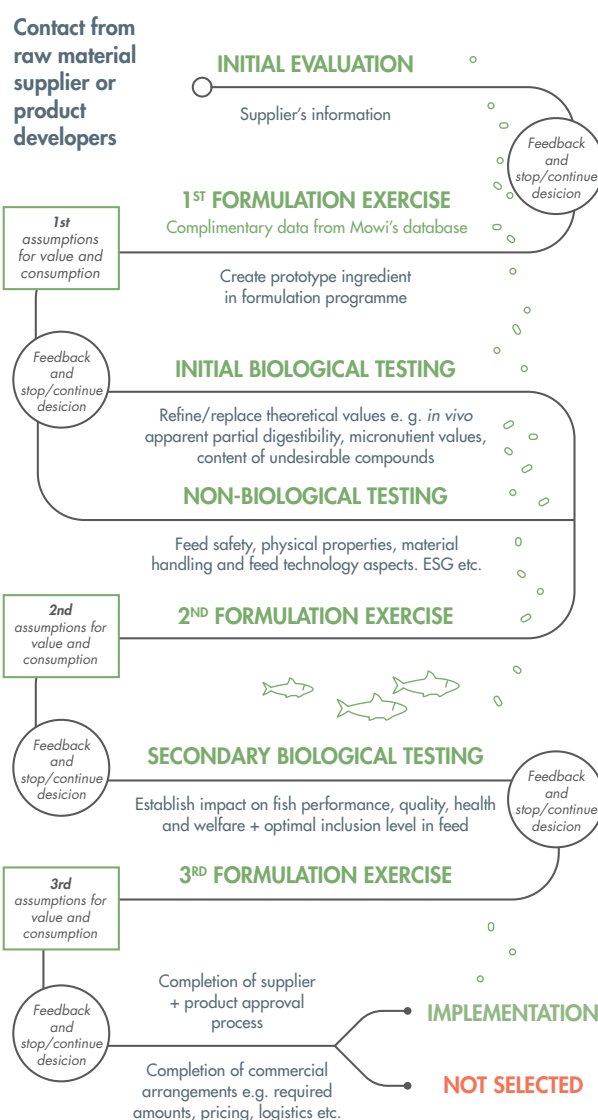 Contact from
raw material
supplier or
product
developers
INITIAL EVALUATION
Supplier's information
Feedback
and
stop/continue
desicion
1ST FORMULATION EXERCISE
Complimentary data from Mowi's database
1st
assumptions
for value and
consumption
Create prototype ingredient
in formulation programme
Feedback
and
stop/continue
desicion
INITIAL BIOLOGICAL TESTING
Refine/replace theoretical values e. g. in vivo
apparent partial digestibility, micronutient values,
content of undesirable compounds
NON-BIOLOGICAL TESTING
Feed safety, physical properties, material
handling and feed technology aspects. ESG etc.
2nd
assumptions for
value and
consumption
2ND FORMULATION EXERCISE
Feedback
and
stop/continue
desicion
SECONDARY BIOLOGICAL TESTING
Establish impact on fish performance, quality, health
and welfare + optimal inclusion level in feed
Feedback
and
stop/continue
desicion
3RD FORMULATION EXERCISE
3rd
assumptions for
value and
consumption
Feedback
and
stop/continue
desicion
Completion of supplier
+ product approval
process
IMPLEMENTATION
Completion of commercial
arrangements e.g. required
amounts, pricing, logistics etc.
NOT SELECTED